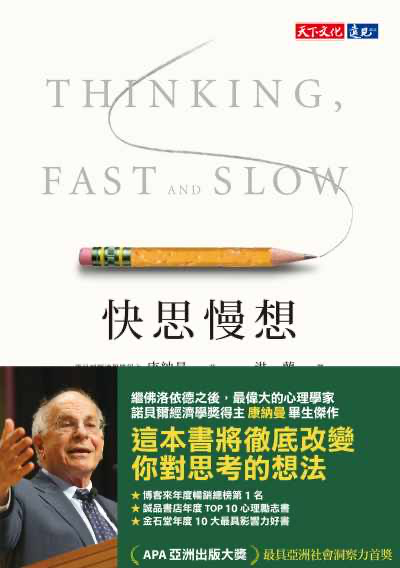 天下文化 遠見
THINKING,
FAST AND SLOW
快思慢想
繼佛洛依德之後，最偉大的心理學家
諾貝爾經濟學獎得主 康納曼 畢生傑作
這本書將徹底改變
你對思考的想法
★博客來年度暢銷總榜第1名
★誠品書店年度 TOP 10 心理勵志書
★金石堂年度 10 大最具影響力好書
APA 亞洲出版大獎 最具亞洲社會洞察力首獎